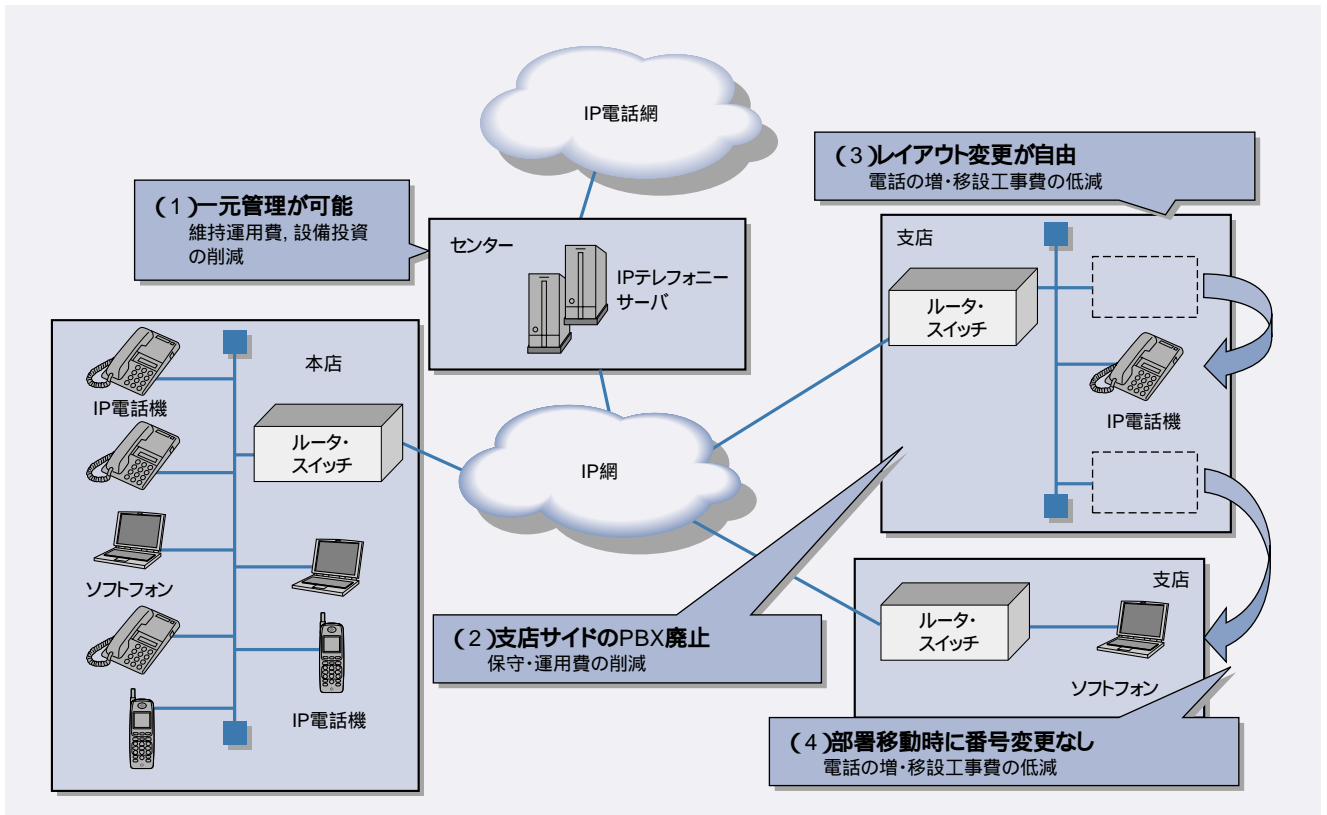 IP電話網
(1)一元管理が可能
維持運用費, 設備投資
の削減
センター
IPテレフォニー
サーバ
(3)レイアウト変更が自由
電話の増・移設工事費の低減
支店
ルータ・
スイッチ
IP電話機
本店
IP電話機
ルータ・
スイッチ
ソフトフォン
IP電話機
IP網
(2)支店サイドのPBX廃止
保守・運用費の削減
支店
ルータ・
スイッチ
ソフトフォン
(4)部署移動時に番号変更なし
電話の増・移設工事費の低減